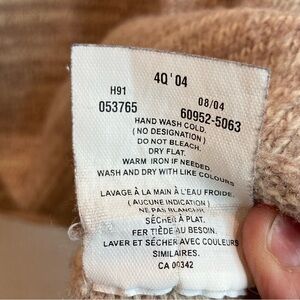 4Q'04
H91 08/04
053765 60952-5063
HAND WASH COLD.
(NO DESIGNATION)
DO NOT BLEACH.
DRY FLAT.
WARM IRON IF NEEDED.
WASH AND DRY WITH LIKE COLOURS
LAVAGE À LA MAIN À L'EAU FROIDE.
(AUCUNE INDICATION)
NE PAS BLANCHIR.
SÉCHER À PLAT.
FER TIÈDE AU BESOIN.
LAVER ET SÉCHER AVEC COULEURS
SIMILAIRES.
CA 00342